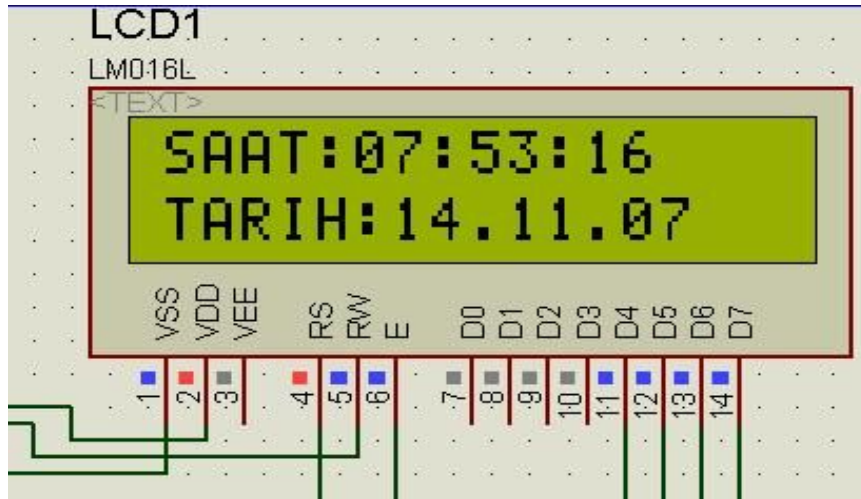 LCD1
LM016L
<TEXT>
SAAT:07:53:16
TARIH:14.11.07
VSS VDD VEE RS RW E D0 D1 D2 D3 D4 D5 D6 D7
1 2 3 4 5 6 7 8 9 10 11 12 13 14